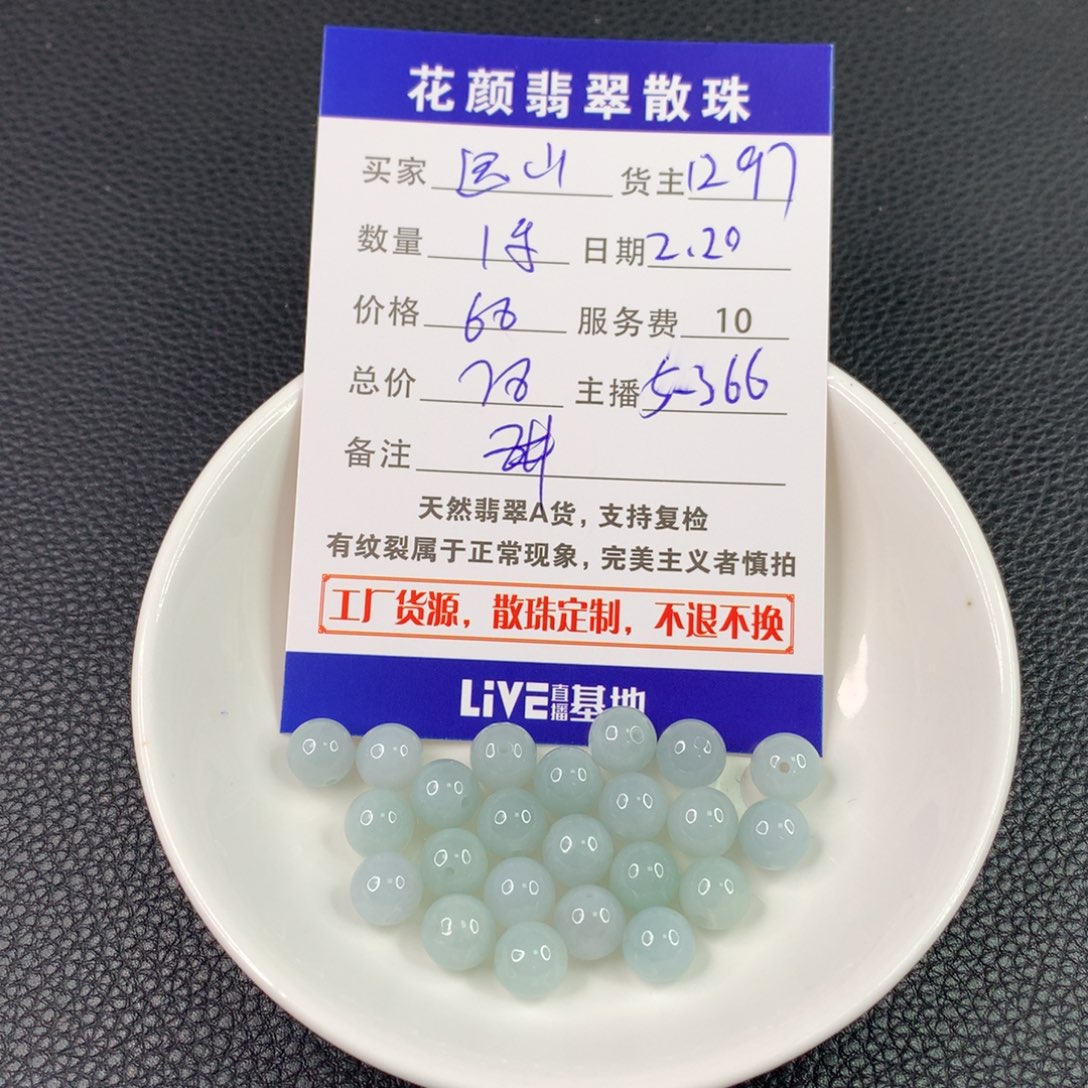 花颜翡翠散珠
买家 山 货主 1297
数量 1手 日期 2.20
价格 68 服务费 10
总价 78 主播 5-366
备注
天然翡翠A货，支持复检
有纹裂属于正常现象，完美主义者慎拍
工厂货源，散珠定制，不退不换
LiVE直播基地